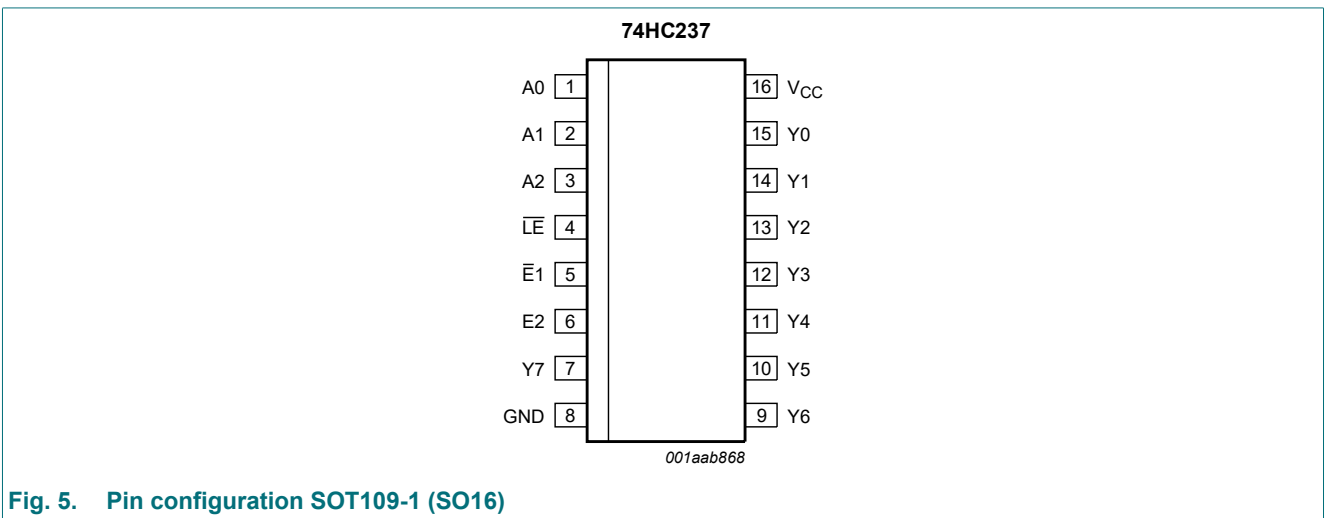 74HC237
A0 1 16 VCC
A1 2 15 Y0
A2 3 14 Y1
L̅E̅ 4 13 Y2
E̅1 5 12 Y3
E2 6 11 Y4
Y7 7 10 Y5
GND 8 9 Y6
001aab868
Fig. 5. Pin configuration SOT109-1 (SO16)